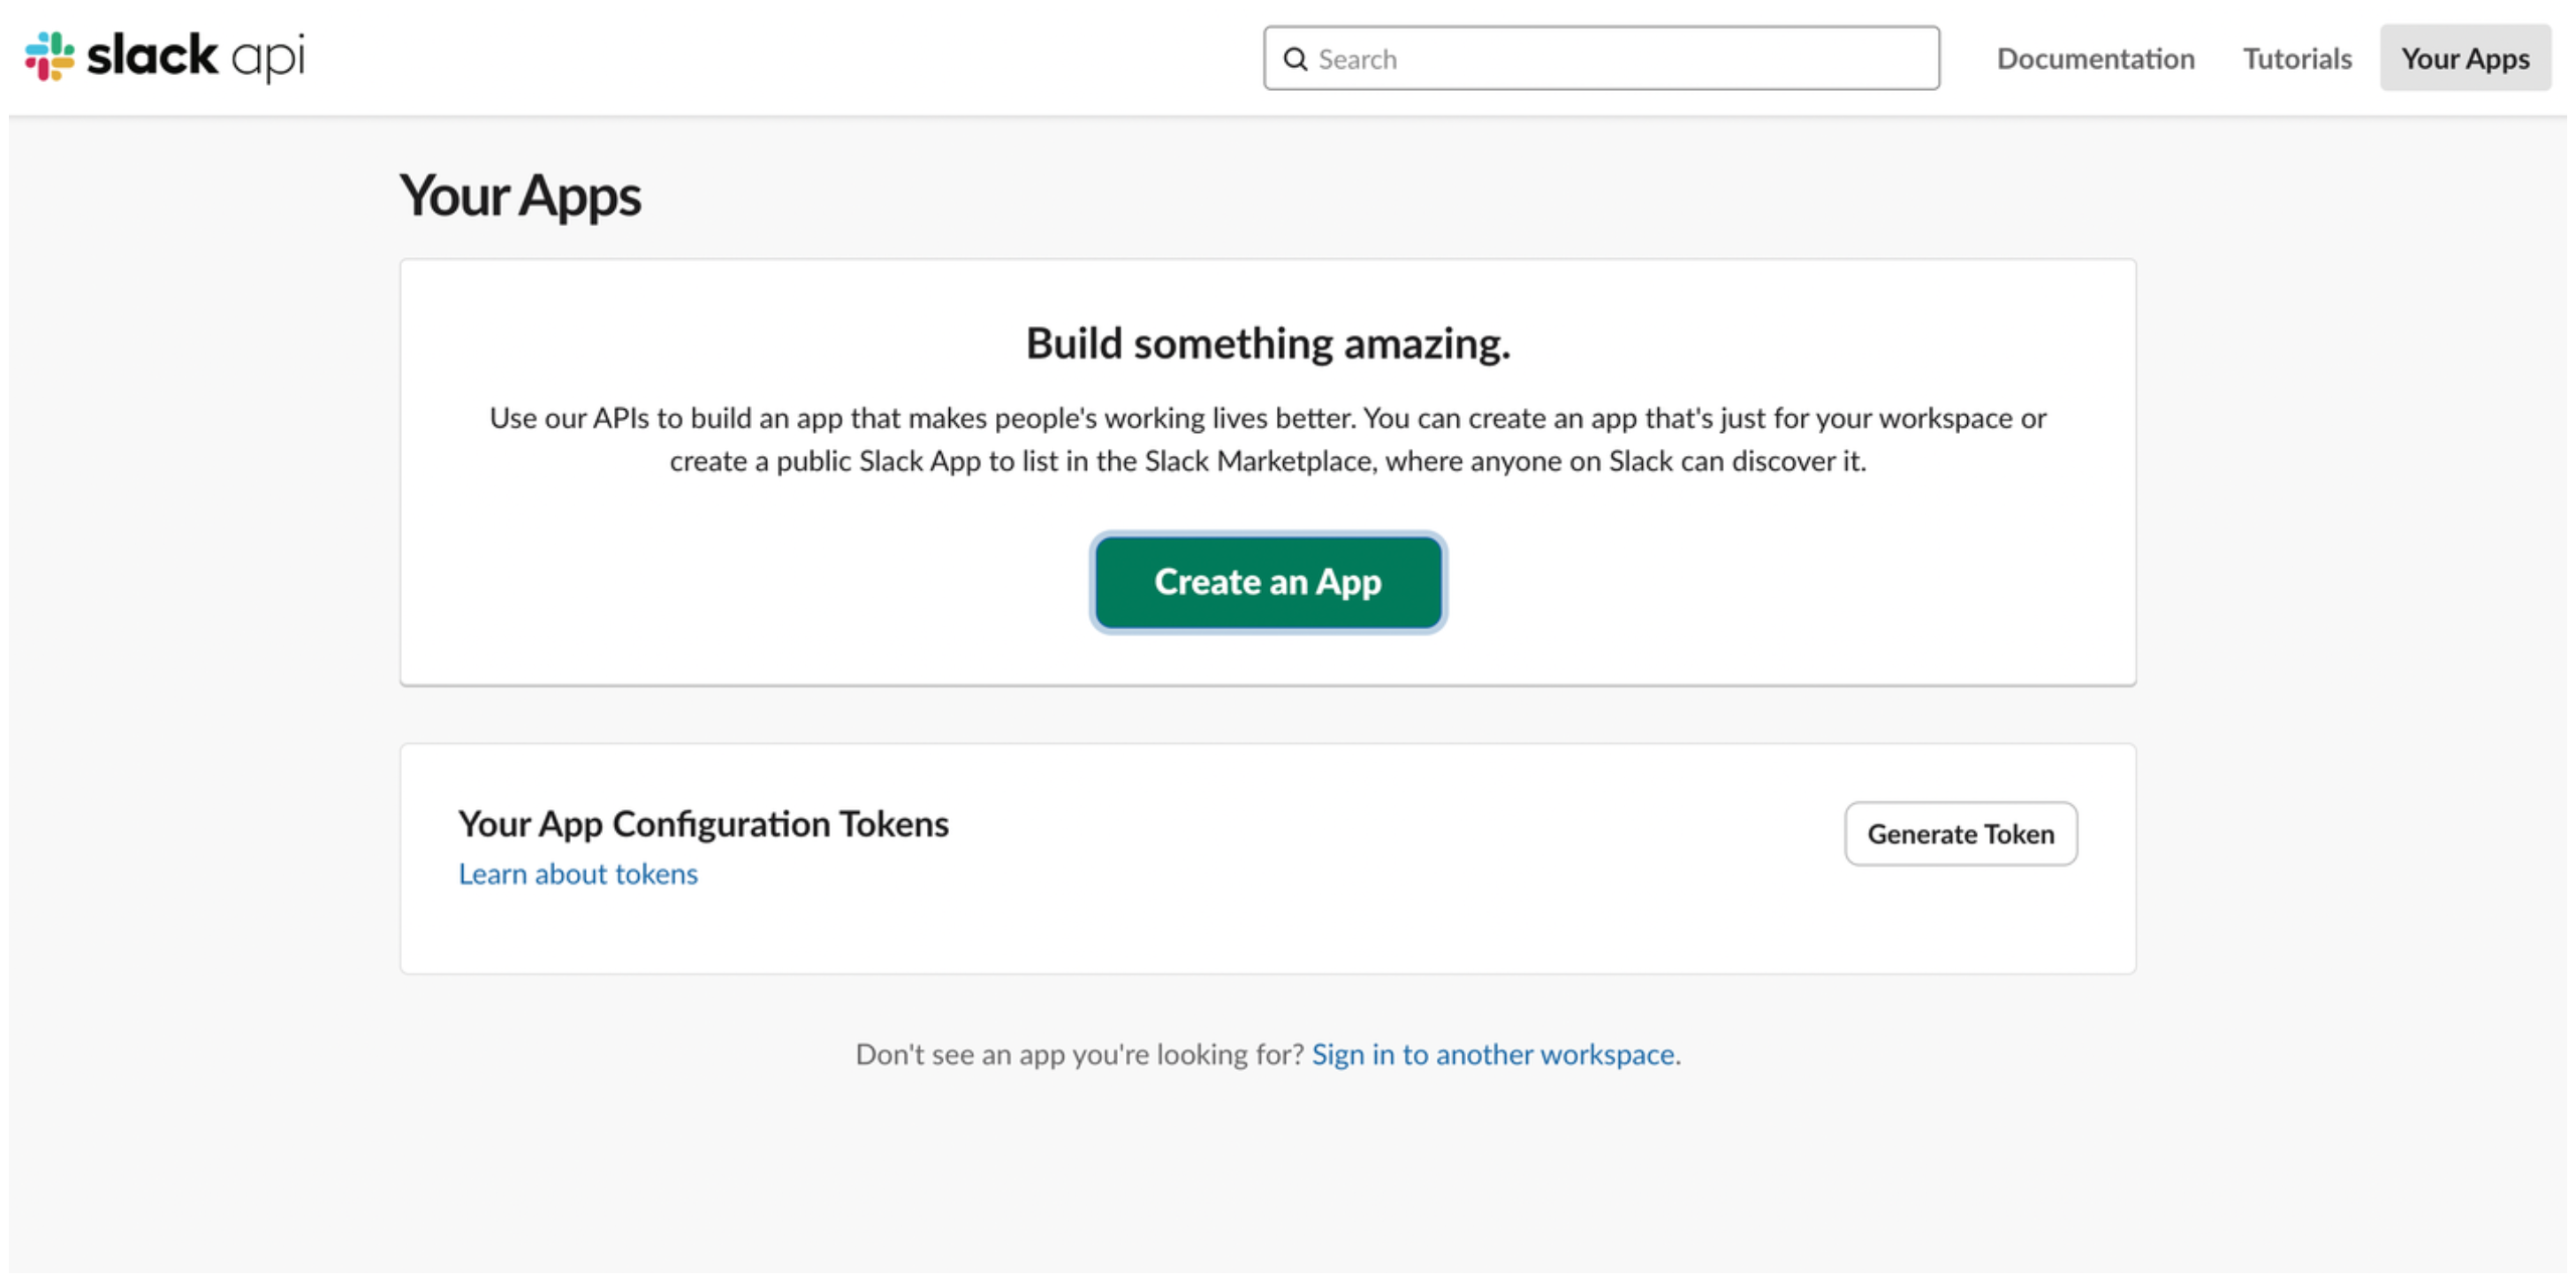 slack api
Search
Documentation
Tutorials
Your Apps
Your Apps
Build something amazing.
Use our APIs to build an app that makes people's working lives better. You can create an app that's just for your workspace or
create a public Slack App to list in the Slack Marketplace, where anyone on Slack can discover it.
Create an App
Your App Configuration Tokens
Generate Token
Learn about tokens
Don't see an app you're looking for? Sign in to another workspace.